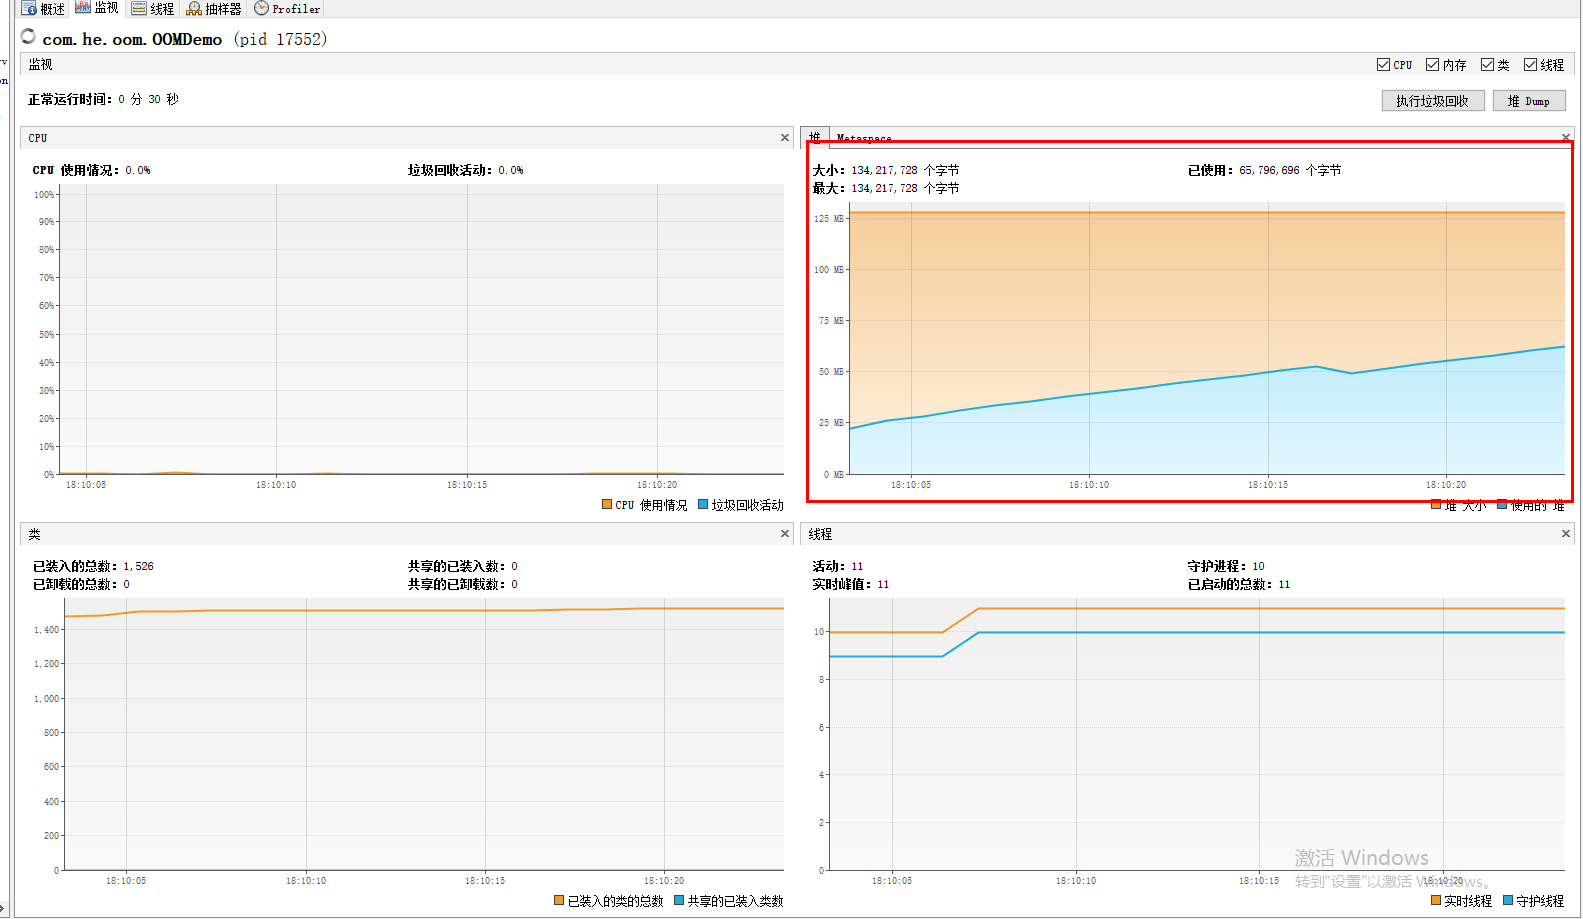 概述 监视 线程 抽样器 Profiler
com.he.oom.OOMDemo (pid 17552)
监视
CPU 内存 类 线程
正常运行时间: 0 分 30 秒
执行垃圾回收 堆 Dump
CPU
CPU 使用情况: 0.0%
垃圾回收活动: 0.0%
100%
90%
80%
70%
60%
50%
40%
30%
20%
10%
0%
18:10:05 18:10:10 18:10:15 18:10:20
CPU 使用情况 垃圾回收活动
堆 Metaspace
大小: 134,217,728 个字节
已使用: 65,796,696 个字节
最大: 134,217,728 个字节
125 MB
100 MB
75 MB
50 MB
25 MB
0 MB
18:10:05 18:10:10 18:10:15 18:10:20
堆 大小 使用的 堆
类
已装入的总数: 1,526
共享的已装入数: 0
已卸载的总数: 0
共享的已卸载数: 0
1,400
1,200
1,000
800
600
400
200
0
18:10:05 18:10:10 18:10:15 18:10:20
已装入的类的总数 共享的已装入类数
线程
活动: 11
守护进程: 10
实时峰值: 11
已启动的总数: 11
10
8
6
4
2
0
18:10:05 18:10:10 18:10:15 18:10:20
实时线程 守护线程
激活 Windows
转到“设置”以激活 Windows。